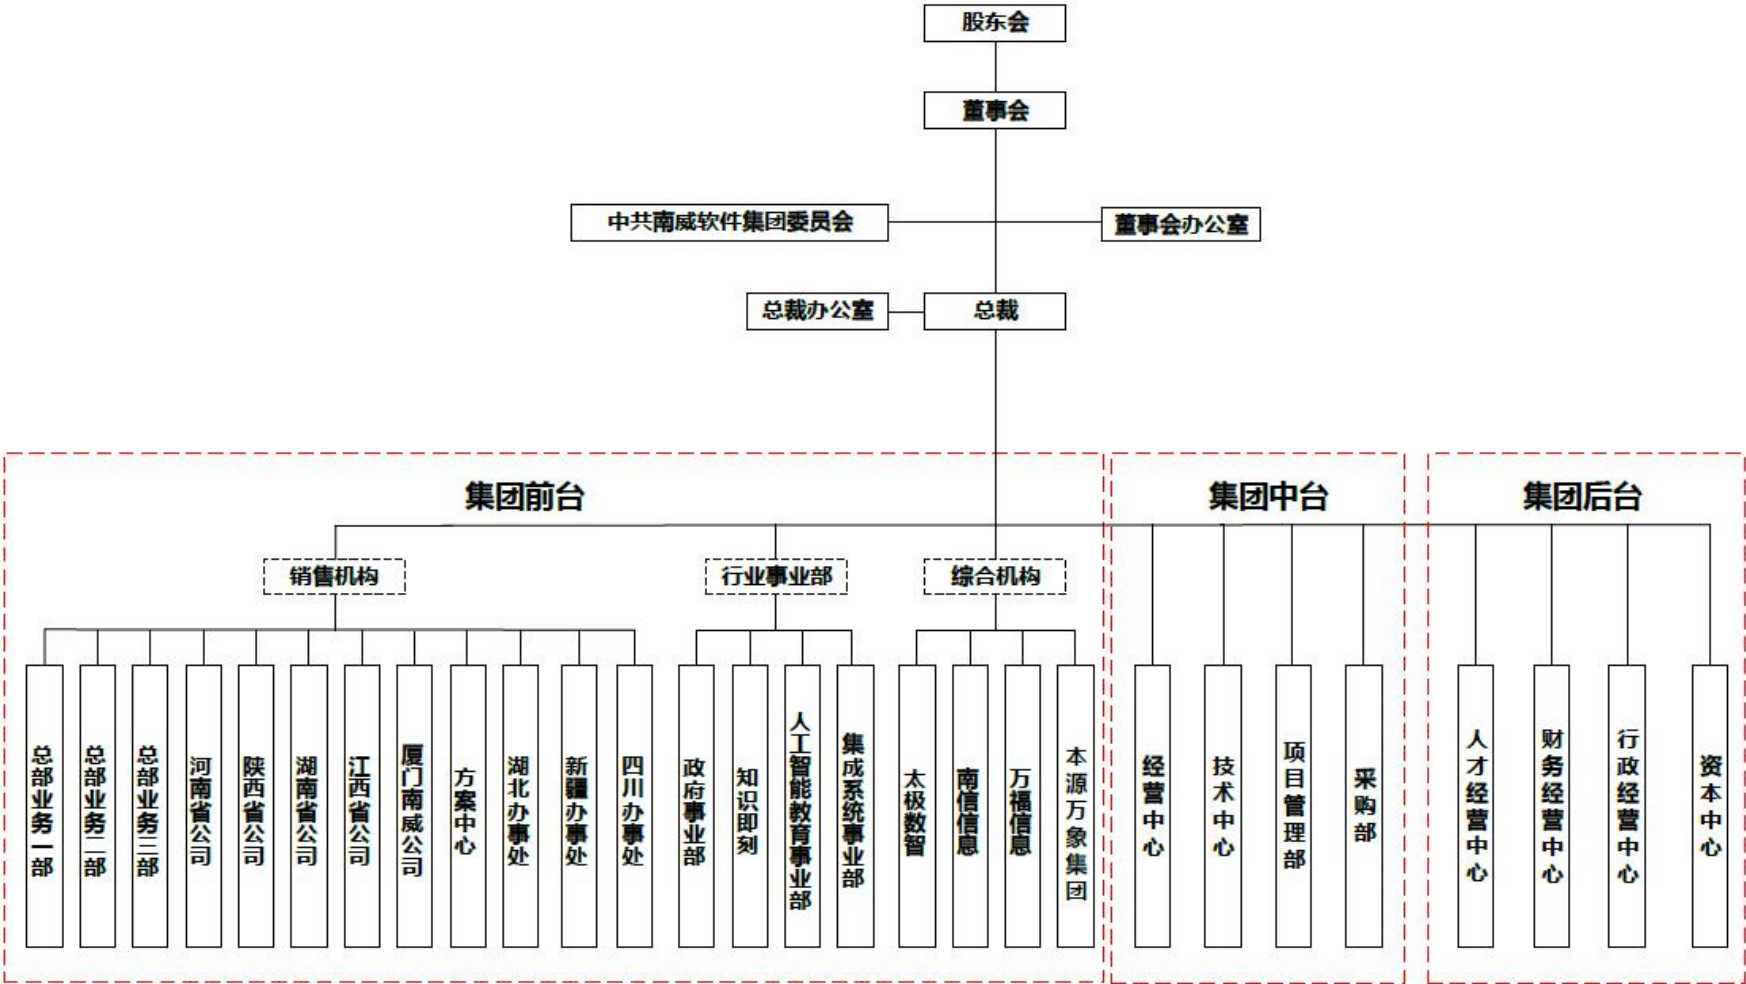 股东会
董事会
中共南威软件集团委员会
董事会办公室
总裁办公室
总裁
集团前台
集团中台
集团后台
销售机构
行业事业部
综合机构
总部业务一部
总部业务二部
总部业务三部
河南省公司
陕西省公司
湖南省公司
江西省公司
厦门南威公司
方案中心
湖北办事处
新疆办事处
四川办事处
政府事业部
知识即刻
人工智能教育事业部
集成系统事业部
太极数智
南信信息
万福信息
本源万象集团
经营中心
技术中心
项目管理部
采购部
人才经营中心
财务经营中心
行政经营中心
资本中心